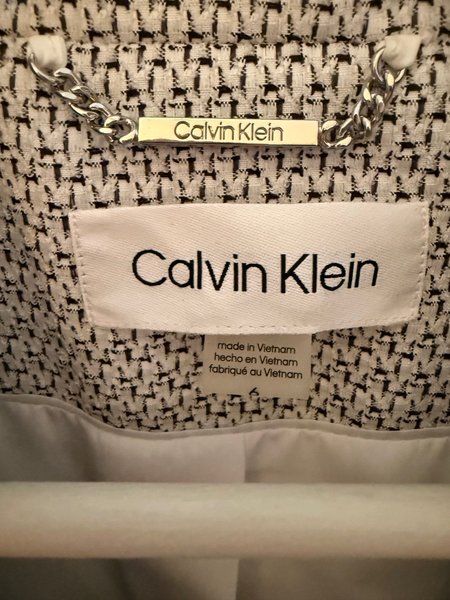 Calvin Klein
Calvin Klein
made in Vietnam
hecho en Vietnam
fabriqué au Vietnam
6